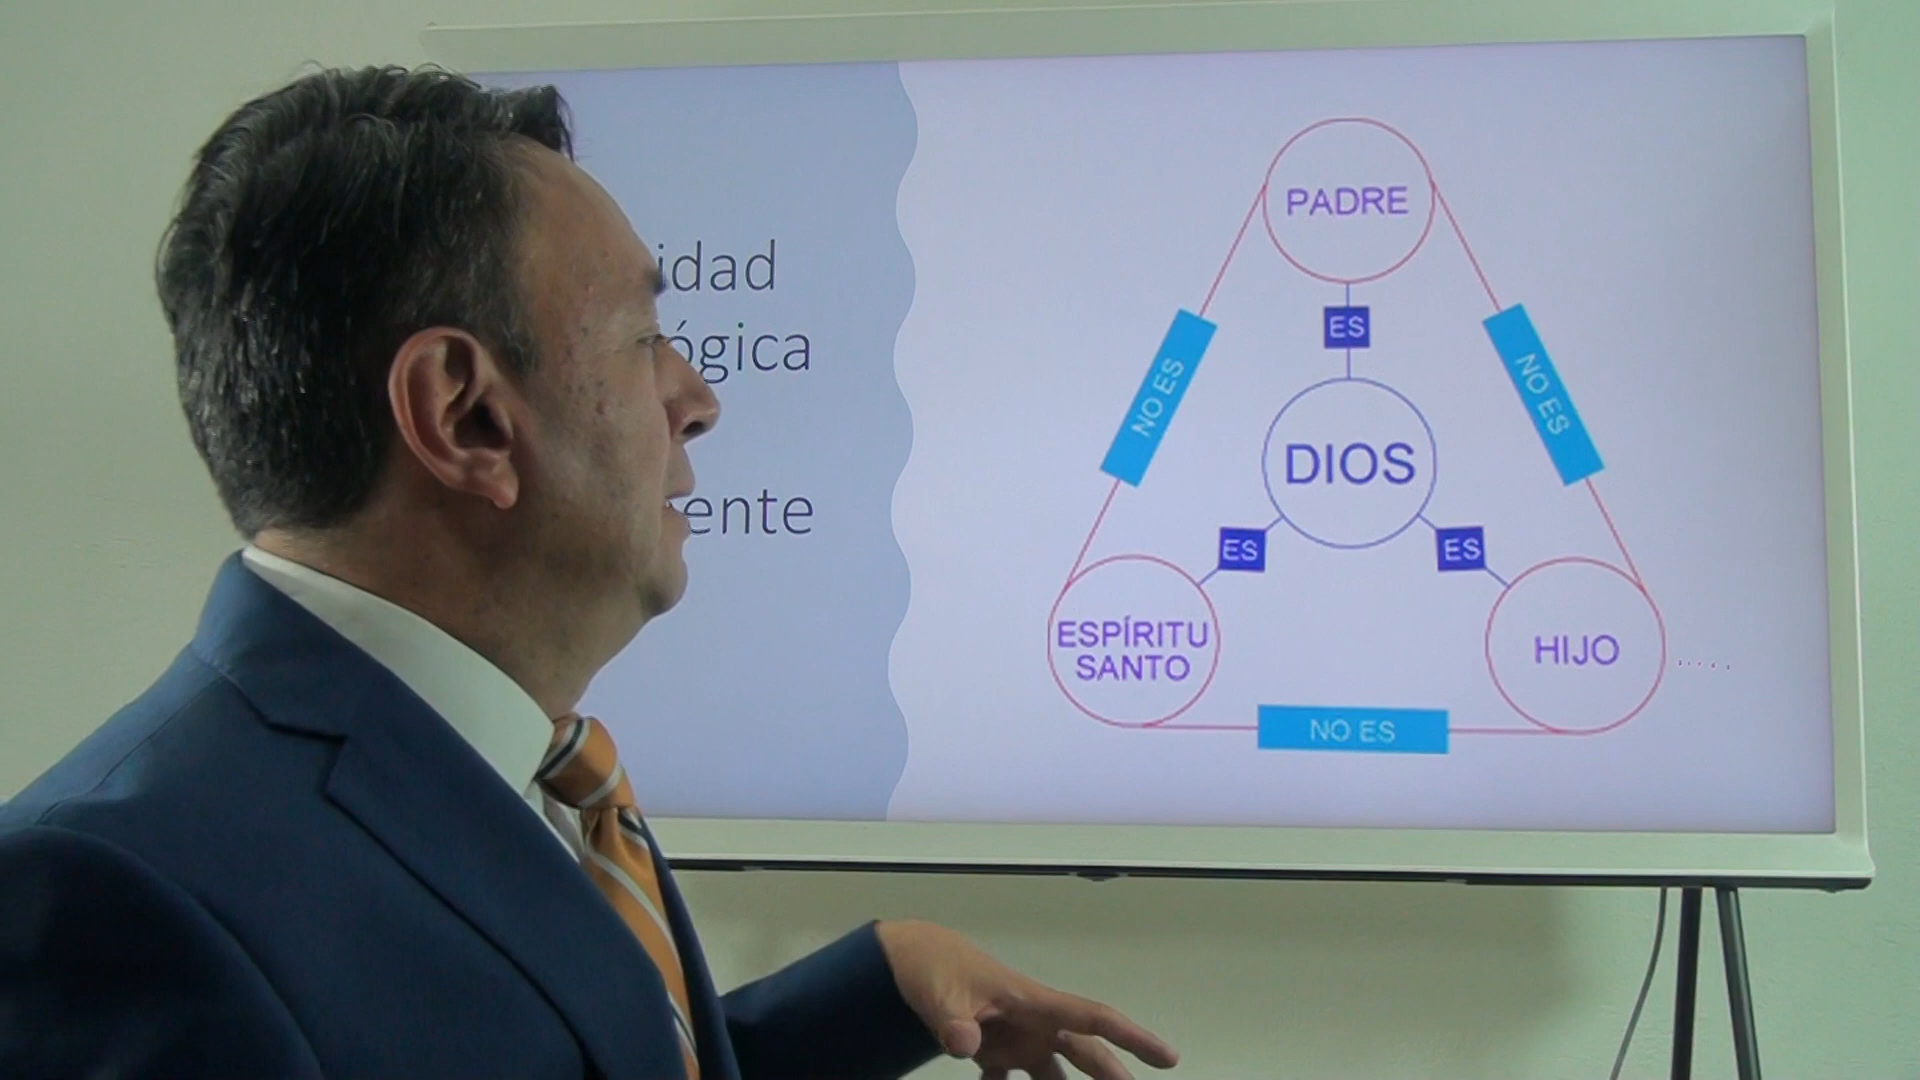 idad
ógica
ente
PADRE
ES
NO ES
NO ES
DIOS
ES
ES
ESPÍRITU
SANTO
HIJO
NO ES